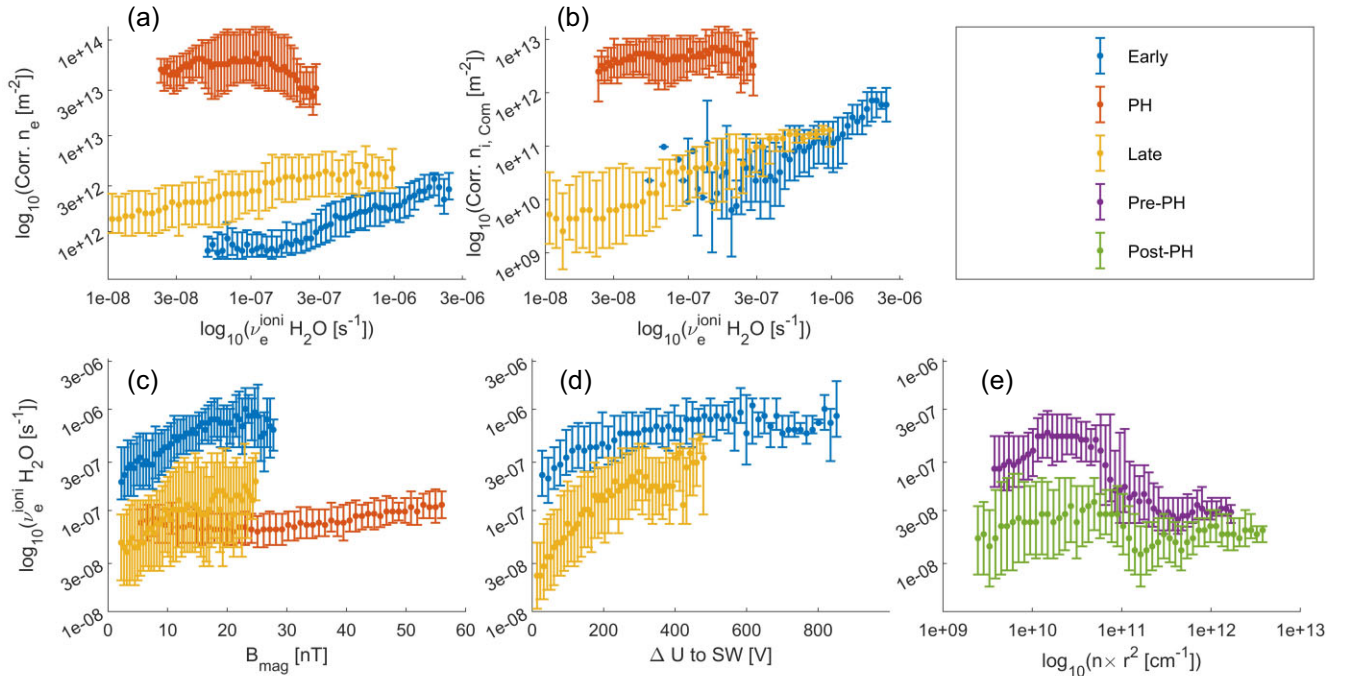 (a)
1e+14
3e+13
1e+13
3e+12
1e+12
log10(Corr. ne [m-2])
1e-08 3e-08 1e-07 3e-07 1e-06 3e-06
log10(νeioni H2O [s-1])
(b)
1e+13
1e+12
1e+11
1e+10
1e+09
log10(Corr. ni, Com [m-2])
1e-08 3e-08 1e-07 3e-07 1e-06 3e-06
log10(νeioni H2O [s-1])
Early
PH
Late
Pre-PH
Post-PH
(c)
3e-06
1e-06
3e-07
1e-07
3e-08
1e-08
log10(νeioni H2O [s-1])
0 10 20 30 40 50 60
Bmag [nT]
(d)
3e-06
1e-06
3e-07
1e-07
3e-08
1e-08
0 200 400 600 800
Δ U to SW [V]
(e)
1e-06
3e-07
1e-07
3e-08
1e-08
1e+09 1e+10 1e+11 1e+12 1e+13
log10(n× r2 [cm-1])